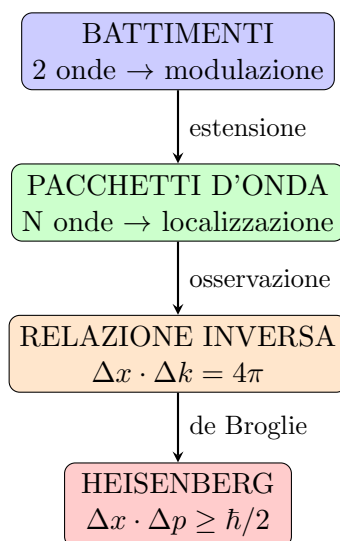 BATTIMENTI
2 onde → modulazione
estensione
PACCHETTI D'ONDA
N onde → localizzazione
osservazione
RELAZIONE INVERSA
Δx · Δk = 4π
de Broglie
HEISENBERG
Δx · Δp ≥ ℏ/2